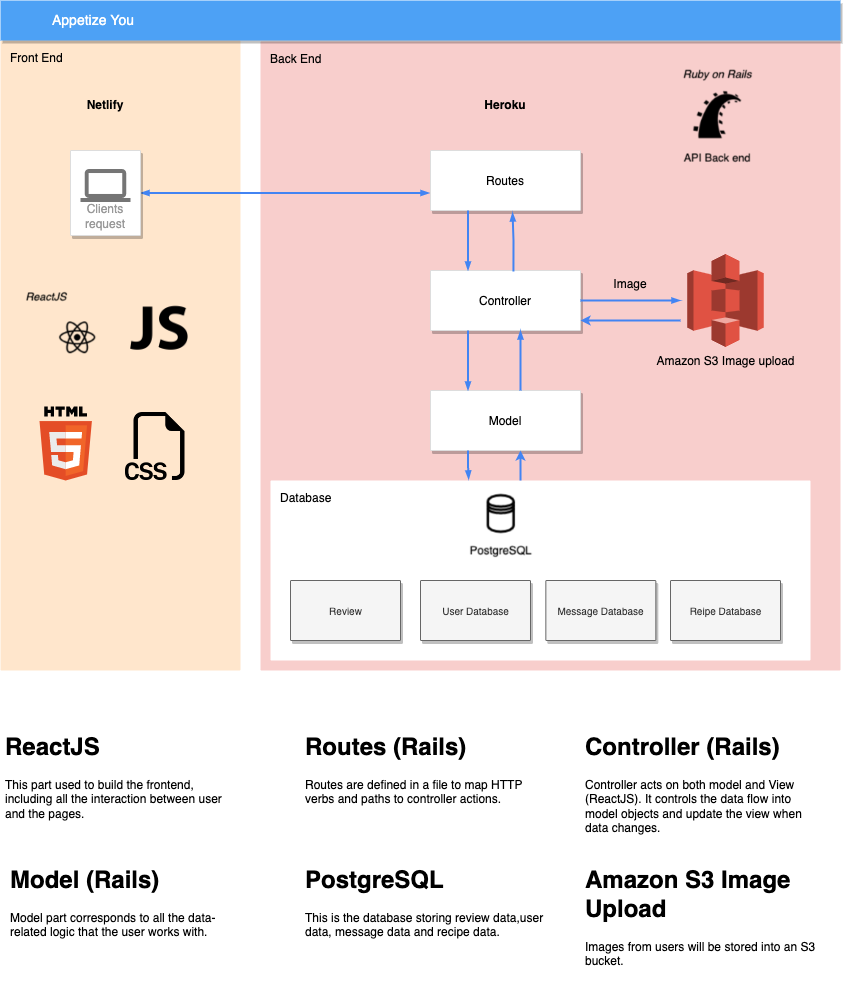 Appetize You
Front End
Back End
Netlify
Heroku
Ruby on Rails
API Back end
Clients
request
Routes
ReactJS
JS
Controller
Image
Amazon S3 Image upload
HTML
5
CSS
Model
Database
PostgreSQL
Review
User Database
Message Database
Reipe Database
ReactJS
This part used to build the frontend,
including all the interaction between user
and the pages.
Routes (Rails)
Routes are defined in a file to map HTTP
verbs and paths to controller actions.
Controller (Rails)
Controller acts on both model and View
(ReactJS). It controls the data flow into
model objects and update the view when
data changes.
Model (Rails)
Model part corresponds to all the data-
related logic that the user works with.
PostgreSQL
This is the database storing review data,user
data, message data and recipe data.
Amazon S3 Image
Upload
Images from users will be stored into an S3
bucket.